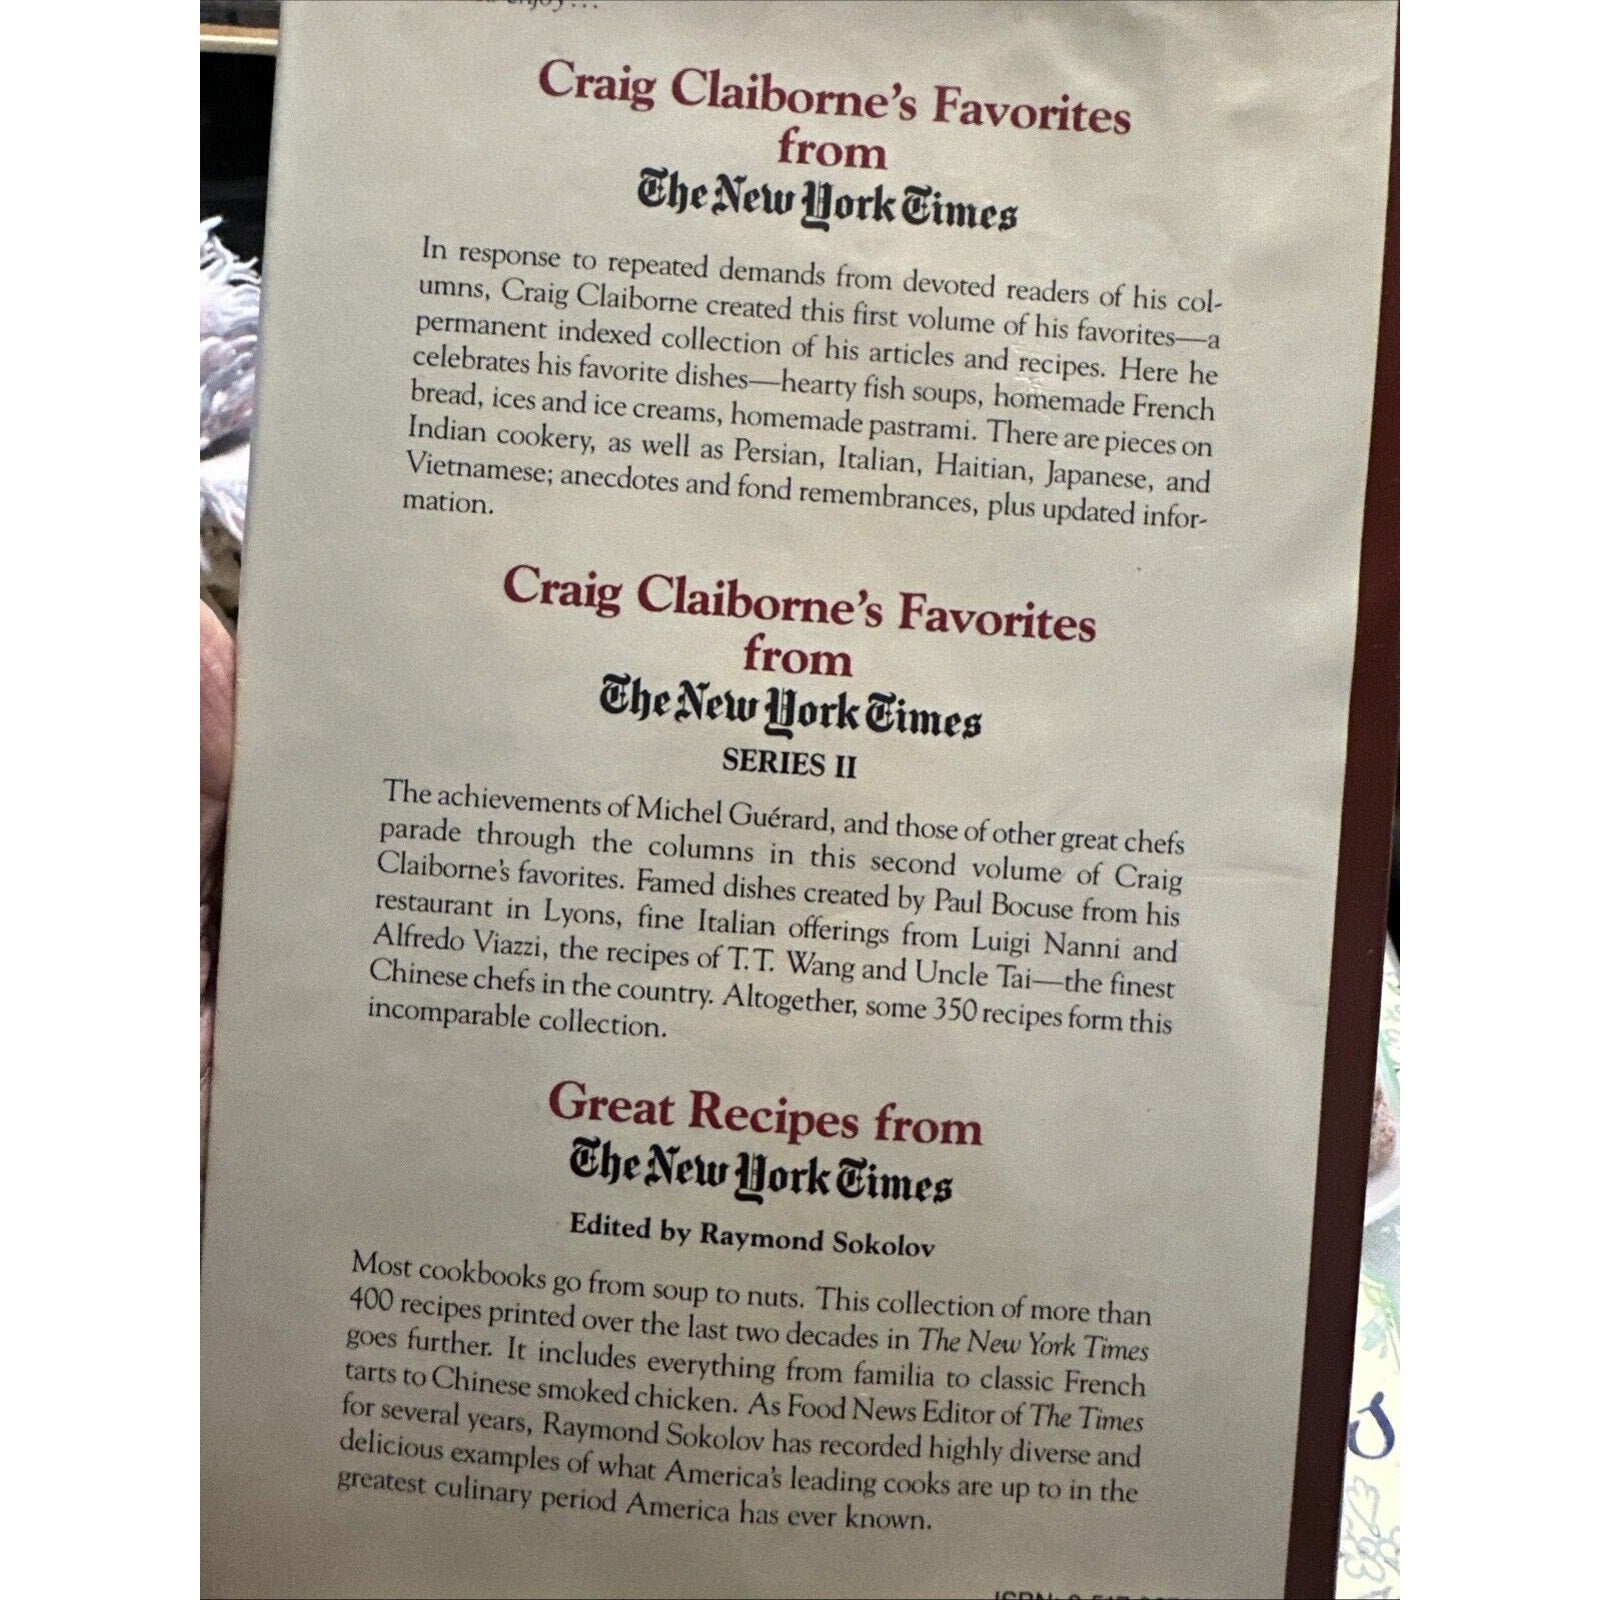 enjoy...
Craig Claiborne's Favorites
from
The New York Times
In response to repeated demands from devoted readers of his col-
umns, Craig Claiborne created this first volume of his favorites—a
permanent indexed collection of his articles and recipes. Here he
celebrates his favorite dishes—hearty fish soups, homemade French
bread, ices and ice creams, homemade pastrami. There are pieces on
Indian cookery, as well as Persian, Italian, Haitian, Japanese, and
Vietnamese; anecdotes and fond remembrances, plus updated infor-
mation.
Craig Claiborne's Favorites
from
The New York Times
SERIES II
The achievements of Michel Guérard, and those of other great chefs
parade through the columns in this second volume of Craig
Claiborne's favorites. Famed dishes created by Paul Bocuse from his
restaurant in Lyons, fine Italian offerings from Luigi Nanni and
Alfredo Viazzi, the recipes of T.T. Wang and Uncle Tai—the finest
Chinese chefs in the country. Altogether, some 350 recipes form this
incomparable collection.
Great Recipes from
The New York Times
Edited by Raymond Sokolov
Most cookbooks go from soup to nuts. This collection of more than
400 recipes printed over the last two decades in The New York Times
goes further. It includes everything from familia to classic French
tarts to Chinese smoked chicken. As Food News Editor of The Times
for several years, Raymond Sokolov has recorded highly diverse and
delicious examples of what America's leading cooks are up to in the
greatest culinary period America has ever known.
ISBN: